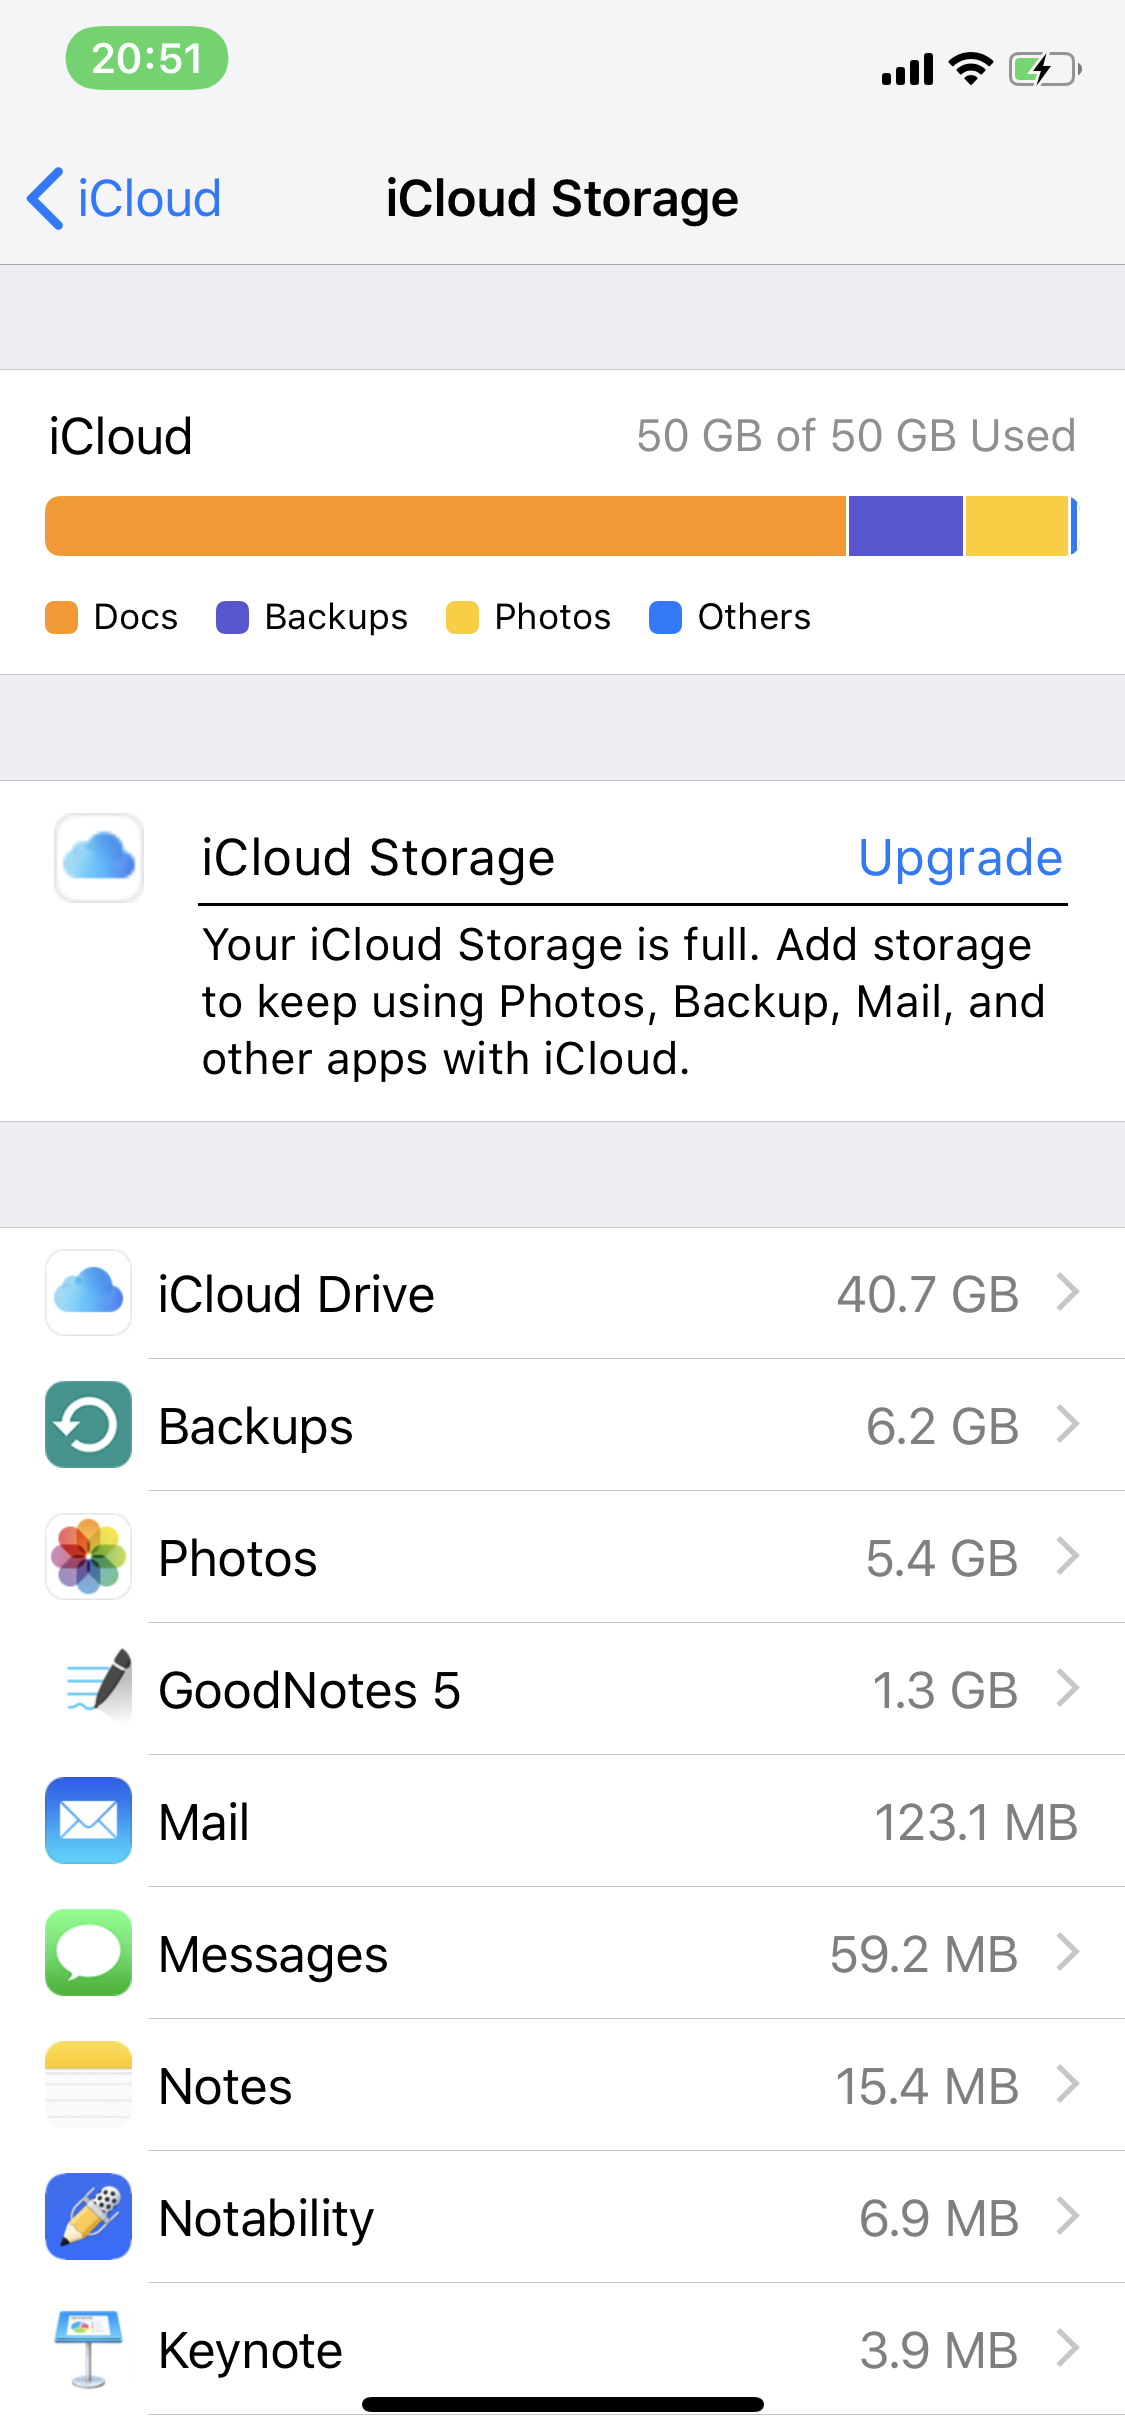 20:51
iCloud
iCloud Storage
iCloud
50 GB of 50 GB Used
Docs
Backups
Photos
Others
iCloud Storage
Upgrade
Your iCloud Storage is full. Add storage
to keep using Photos, Backup, Mail, and
other apps with iCloud.
iCloud Drive
40.7 GB
Backups
6.2 GB
Photos
5.4 GB
GoodNotes 5
1.3 GB
Mail
123.1 MB
Messages
59.2 MB
Notes
15.4 MB
Notability
6.9 MB
Keynote
3.9 MB